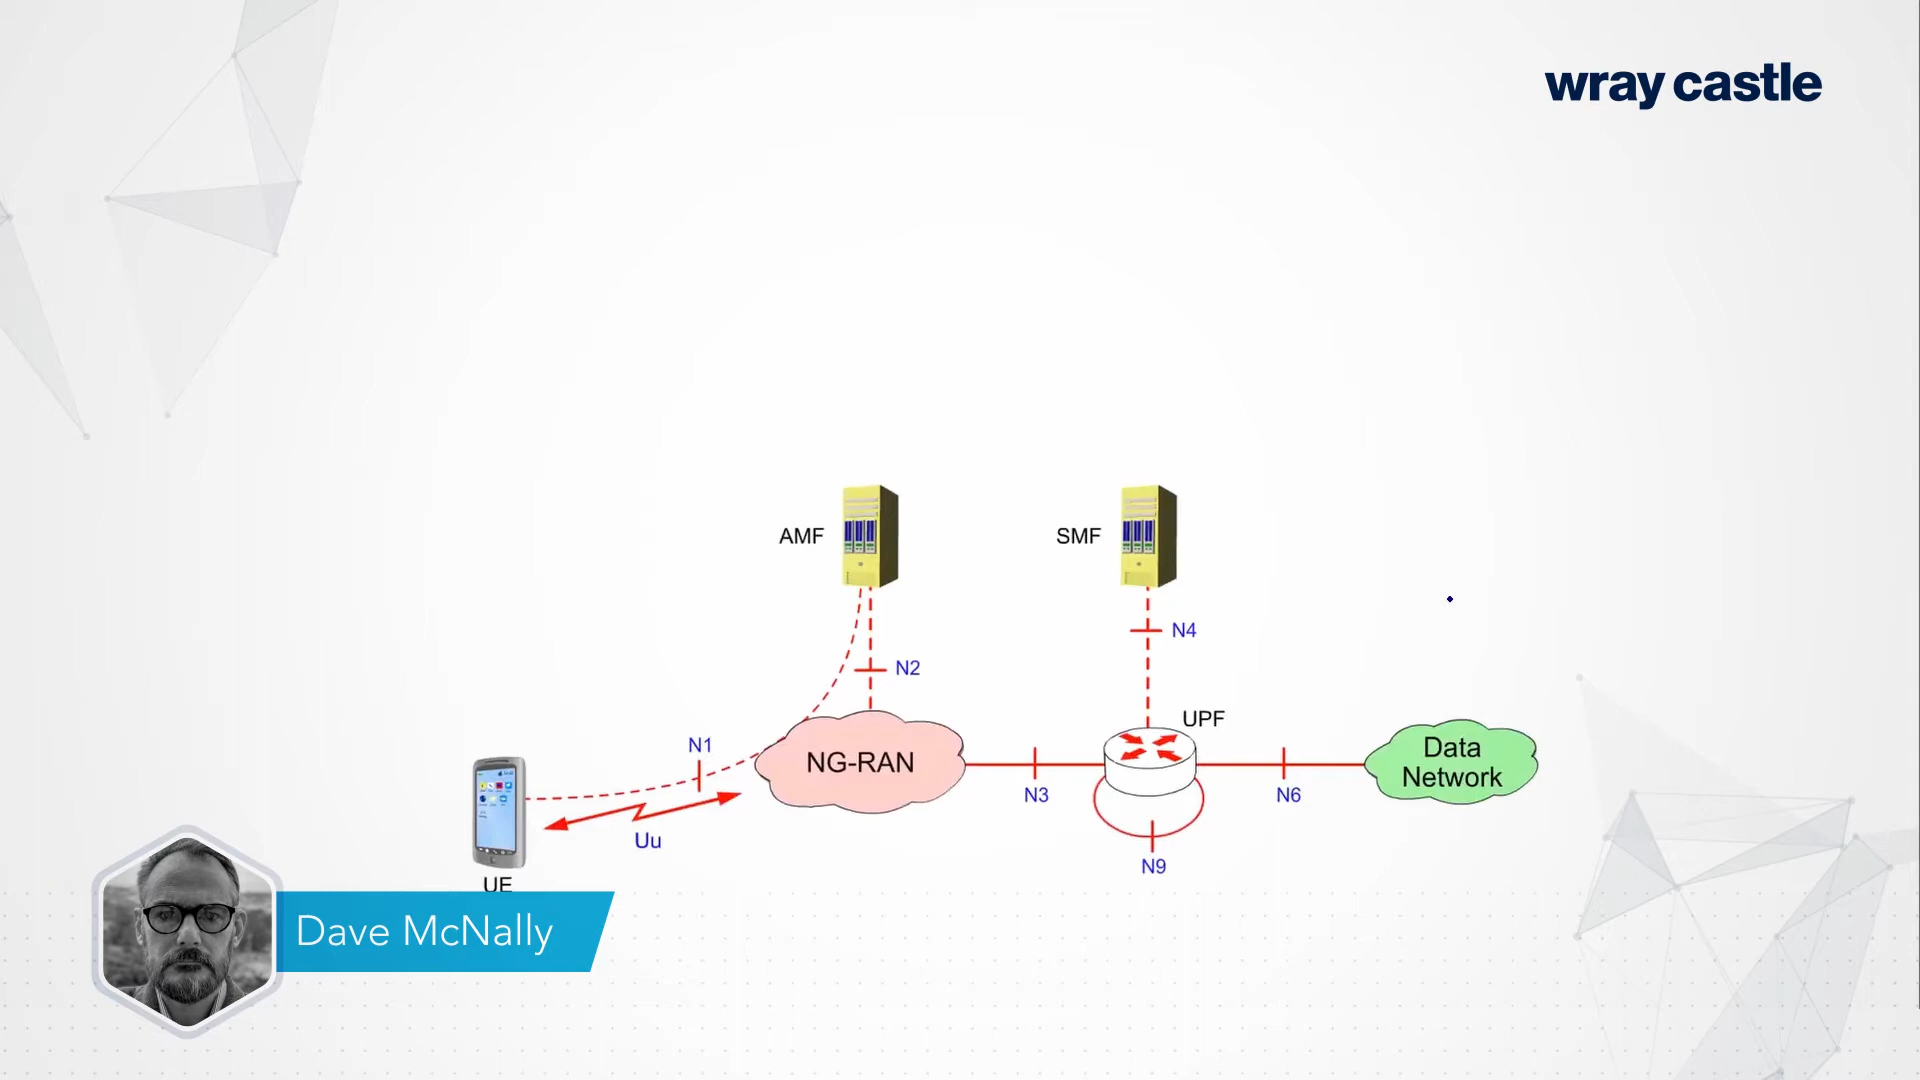 wray castle
AMF
SMF
N4
N2
UPF
N1
NG-RAN
Data
Network
N3
N6
Uu
N9
UE
Dave McNally